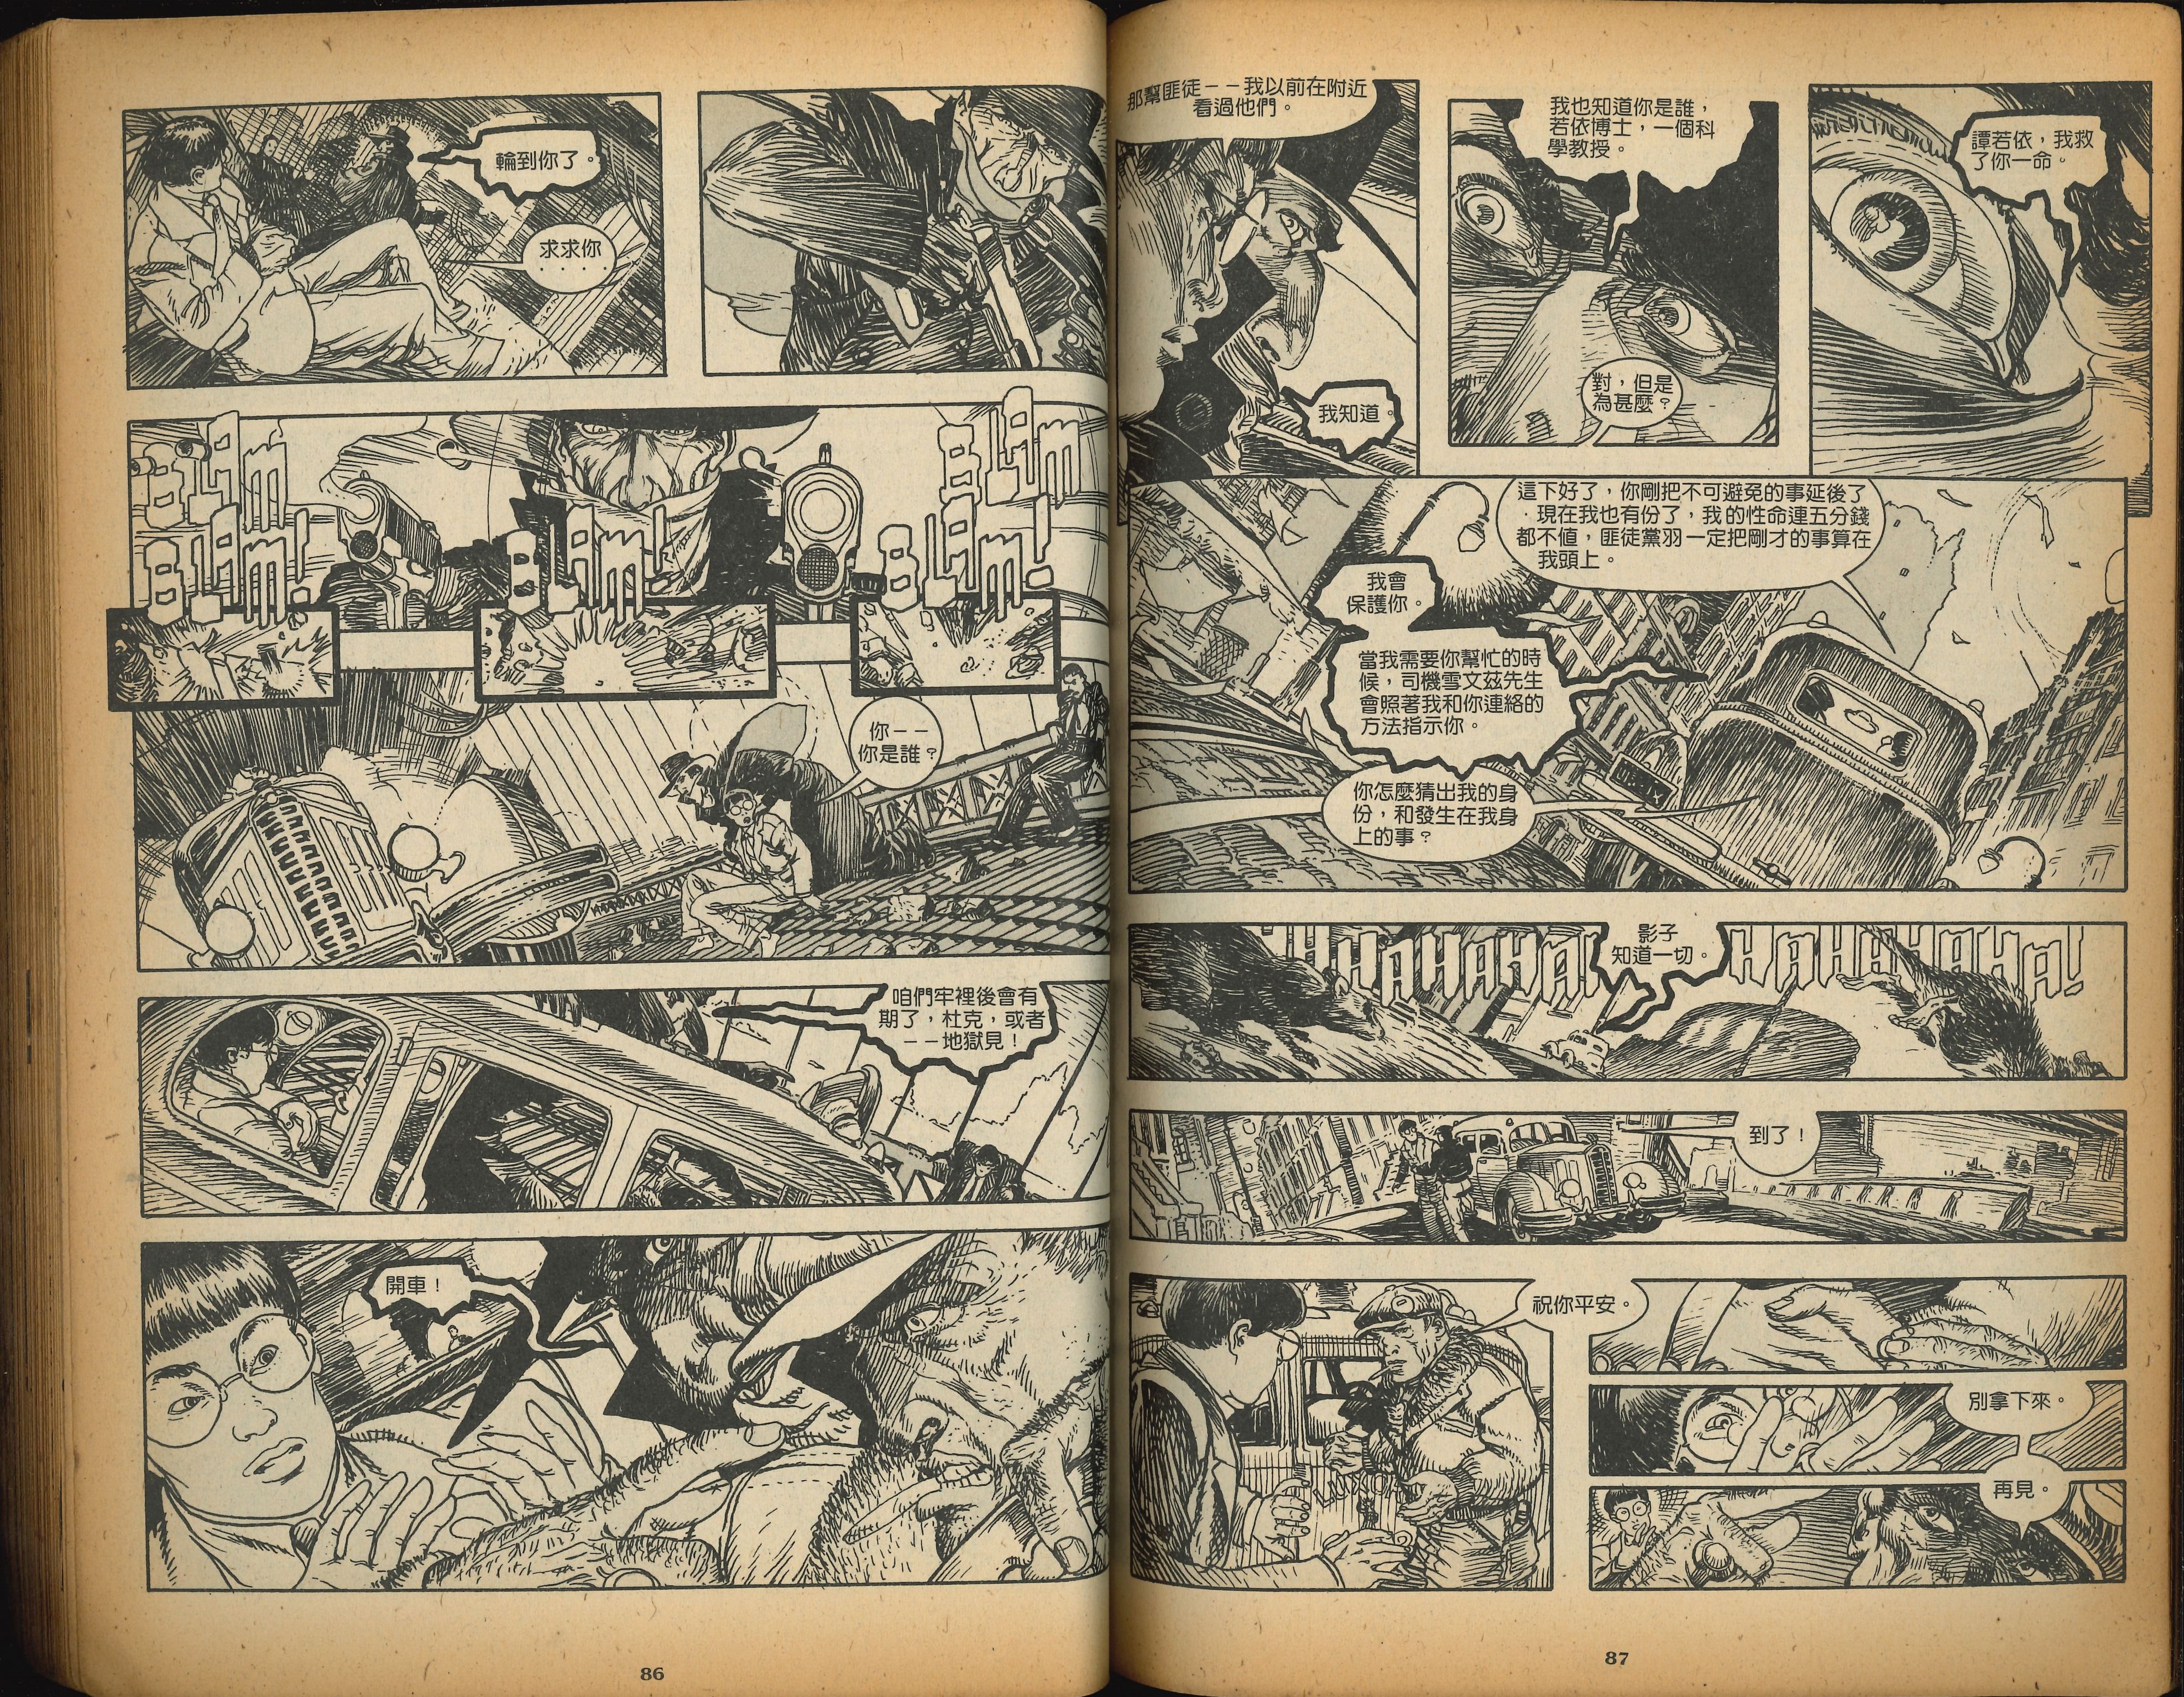 輪到你了。
求求你
．．．．
BLAM
BLAM!
BLAM!
BLAM
BLAM!
你－－
你是誰？
咱們牢裡後會有
期了，杜克，或者
－－地獄見！
開車！
86
那幫匪徒－－我以前在附近
看過他們。
我知道。
我也知道你是誰，
若依博士，一個科
學教授。
對，但是
為甚麼？
譚若依，我救
了你一命。
這下好了，你剛把不可避免的事延後了
．現在我也有份了，我的性命連五分錢
都不值，匪徒黨羽一定把剛才的事算在
我頭上。
我會
保護你。
當我需要你幫忙的時
候，司機雪文茲先生
會照著我和你連絡的
方法指示你。
你怎麼猜出我的身
份，和發生在我身
上的事？
HAHAHAHA!
影子
知道一切。
HAHAHAHAHA!
到了！
祝你平安。
別拿下來。
再見。
87